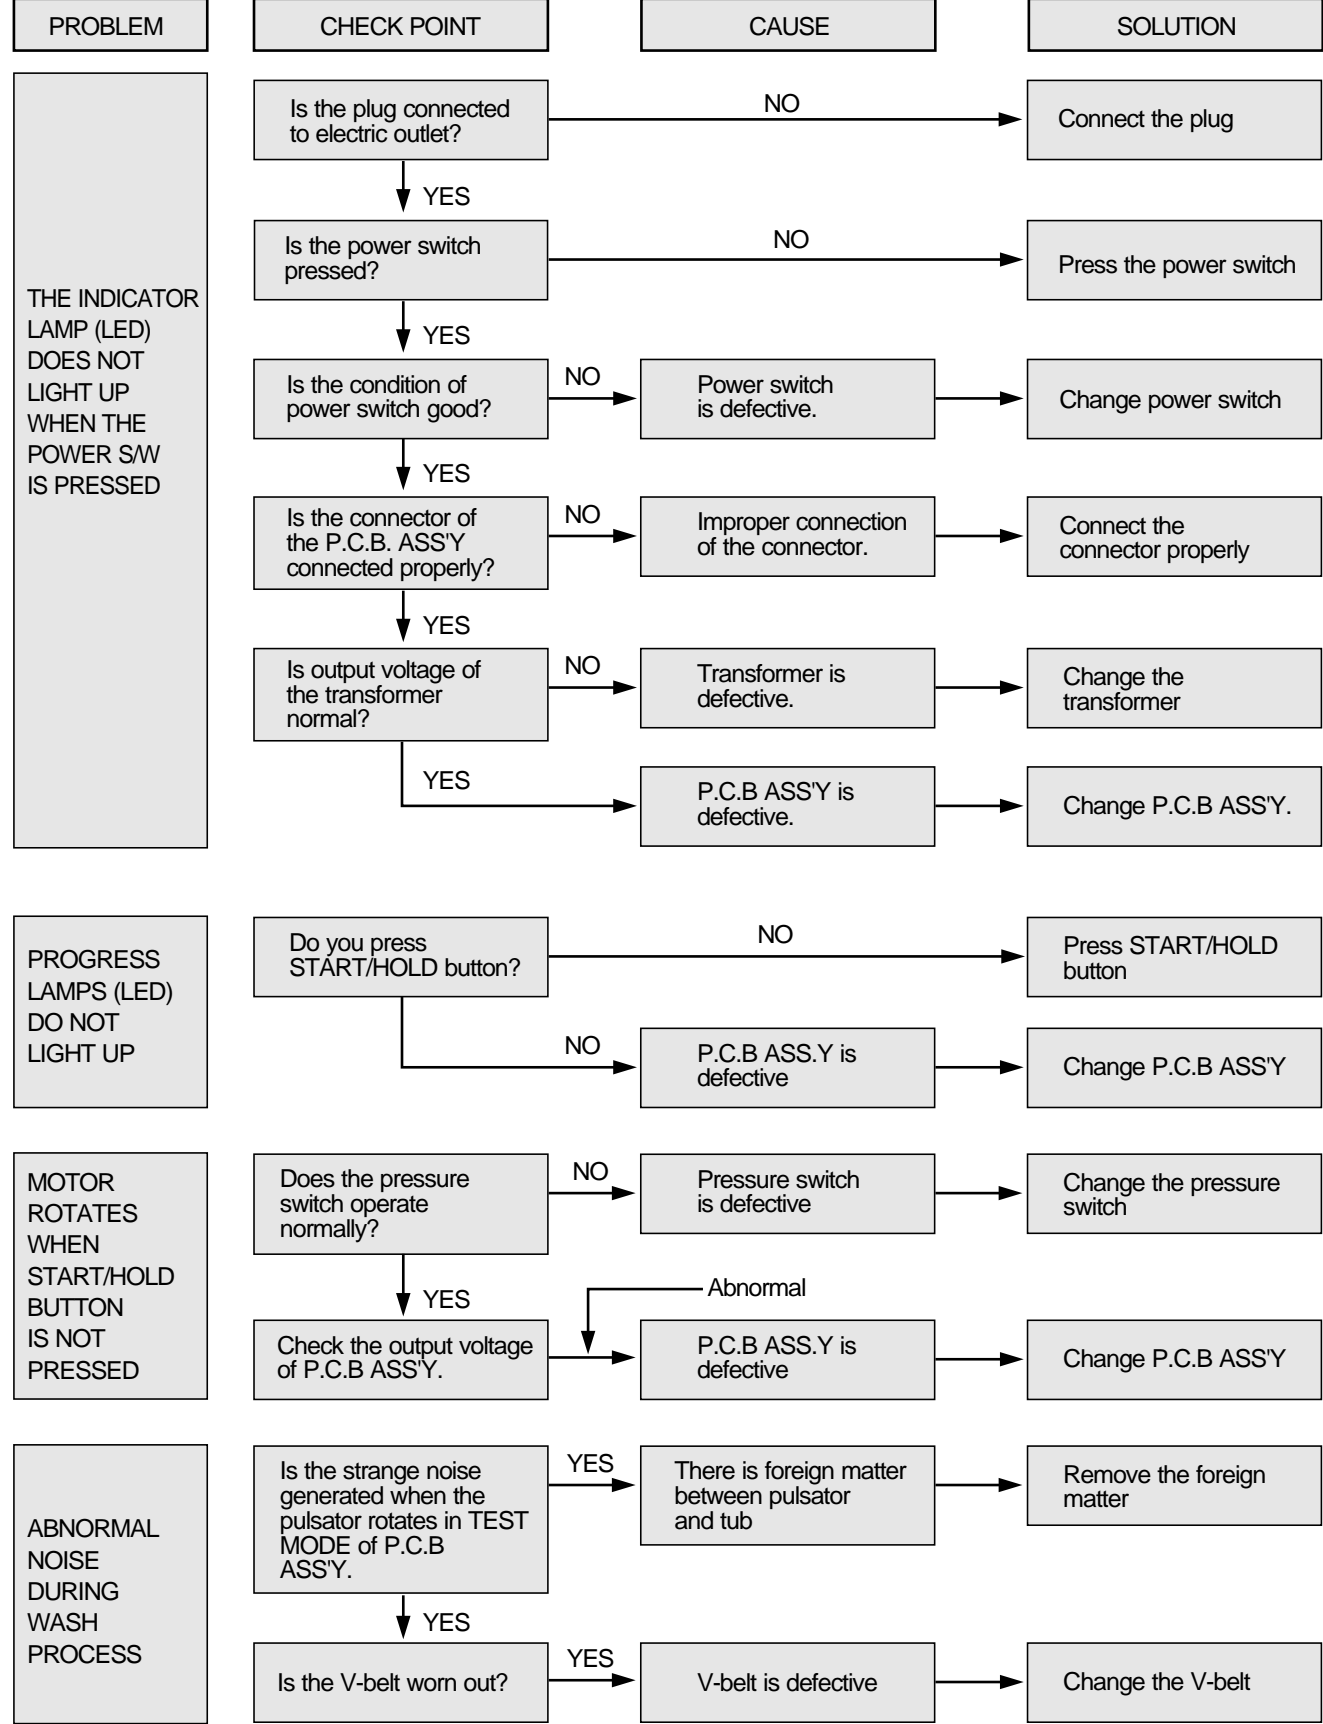 PROBLEM
CHECK POINT
CAUSE
SOLUTION
THE INDICATOR
LAMP (LED)
DOES NOT
LIGHT UP
WHEN THE
POWER S/W
IS PRESSED
Is the plug connected
to electric outlet?
NO
Connect the plug
YES
Is the power switch
pressed?
NO
Press the power switch
YES
Is the condition of
power switch good?
NO
Power switch
is defective.
Change power switch
YES
Is the connector of
the P.C.B. ASS'Y
connected properly?
NO
Improper connection
of the connector.
Connect the
connector properly
YES
Is output voltage of
the transformer
normal?
NO
Transformer is
defective.
Change the
transformer
YES
P.C.B ASS'Y is
defective.
Change P.C.B ASS'Y.
PROGRESS
LAMPS (LED)
DO NOT
LIGHT UP
Do you press
START/HOLD button?
NO
Press START/HOLD
button
NO
P.C.B ASS.Y is
defective
Change P.C.B ASS'Y
MOTOR
ROTATES
WHEN
START/HOLD
BUTTON
IS NOT
PRESSED
Does the pressure
switch operate
normally?
NO
Pressure switch
is defective
Change the pressure
switch
YES
Abnormal
Check the output voltage
of P.C.B ASS'Y.
P.C.B ASS.Y is
defective
Change P.C.B ASS'Y
ABNORMAL
NOISE
DURING
WASH
PROCESS
Is the strange noise
generated when the
pulsator rotates in TEST
MODE of P.C.B
ASS'Y.
YES
There is foreign matter
between pulsator
and tub
Remove the foreign
matter
YES
Is the V-belt worn out?
YES
V-belt is defective
Change the V-belt